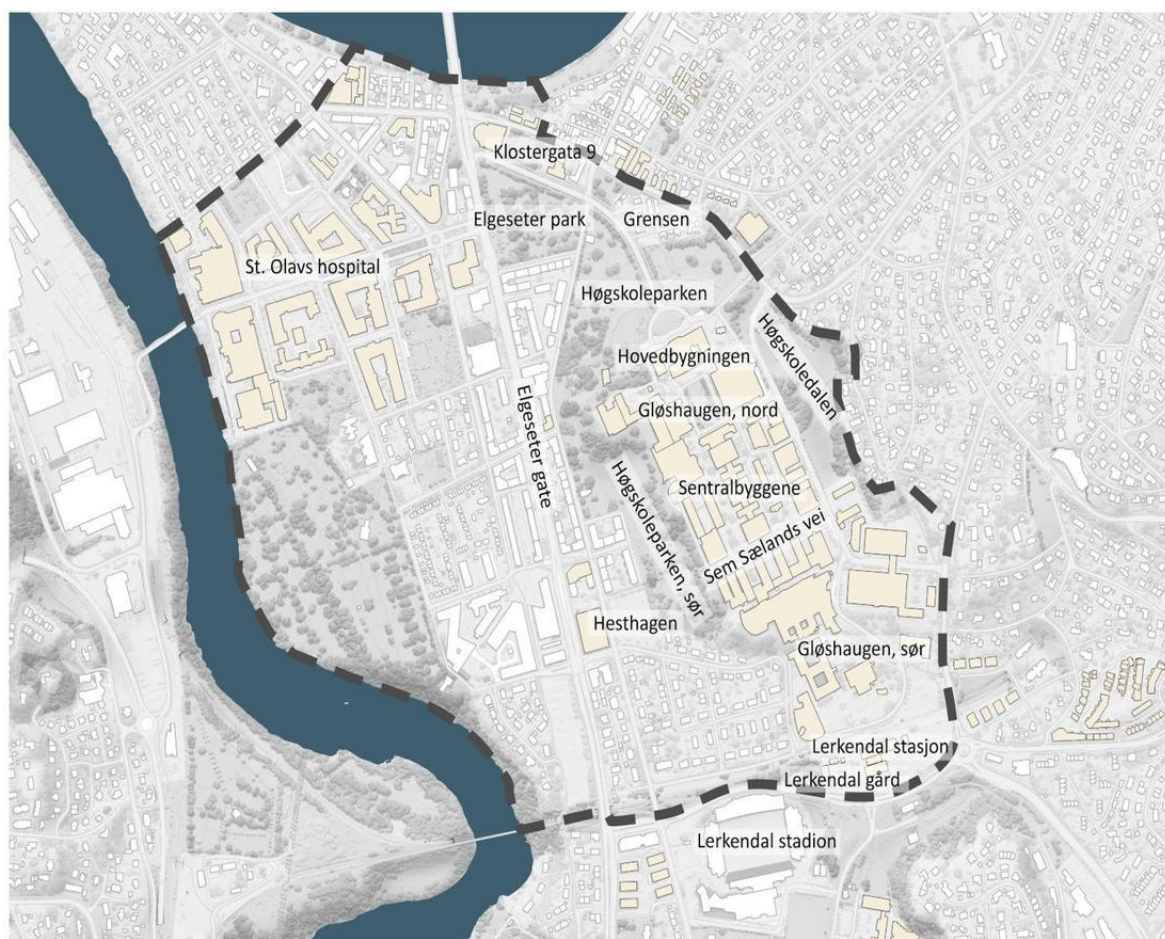 Klostergata 9
Elgeseter park
Grensen
St. Olavs hospital
Høgskoleparken
Høgskoledalen
Hovedbygningen
Elgeseter gate
Gløshaugen, nord
Høgskoleparken, sør
Sentralbyggene
Sem Sælands vei
Hesthagen
Gløshaugen, sør
Lerkendal stasjon
Lerkendal gård
Lerkendal stadion